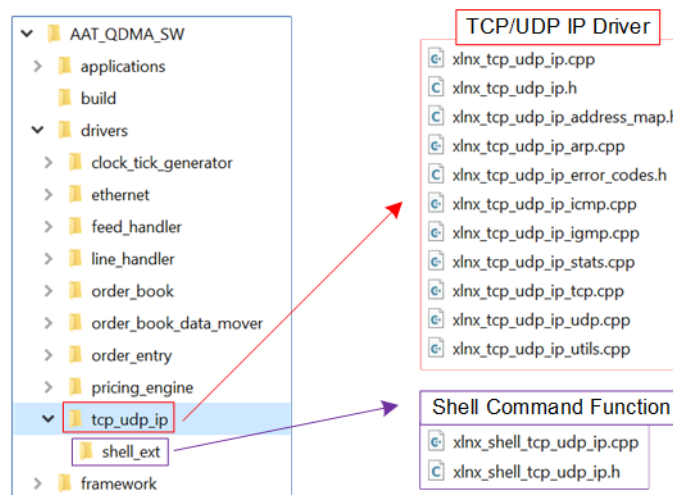 AAT_QDMA_SW
applications
build
drivers
clock_tick_generator
ethernet
feed_handler
line_handler
order_book
order_book_data_mover
order_entry
pricing_engine
tcp_udp_ip
shell_ext
framework
TCP/UDP IP Driver
xlnx_tcp_udp_ip.cpp
xlnx_tcp_udp_ip.h
xlnx_tcp_udp_ip_address_map.h
xlnx_tcp_udp_ip_arp.cpp
xlnx_tcp_udp_ip_error_codes.h
xlnx_tcp_udp_ip_icmp.cpp
xlnx_tcp_udp_ip_igmp.cpp
xlnx_tcp_udp_ip_stats.cpp
xlnx_tcp_udp_ip_tcp.cpp
xlnx_tcp_udp_ip_udp.cpp
xlnx_tcp_udp_ip_utils.cpp
Shell Command Function
xlnx_shell_tcp_udp_ip.cpp
xlnx_shell_tcp_udp_ip.h